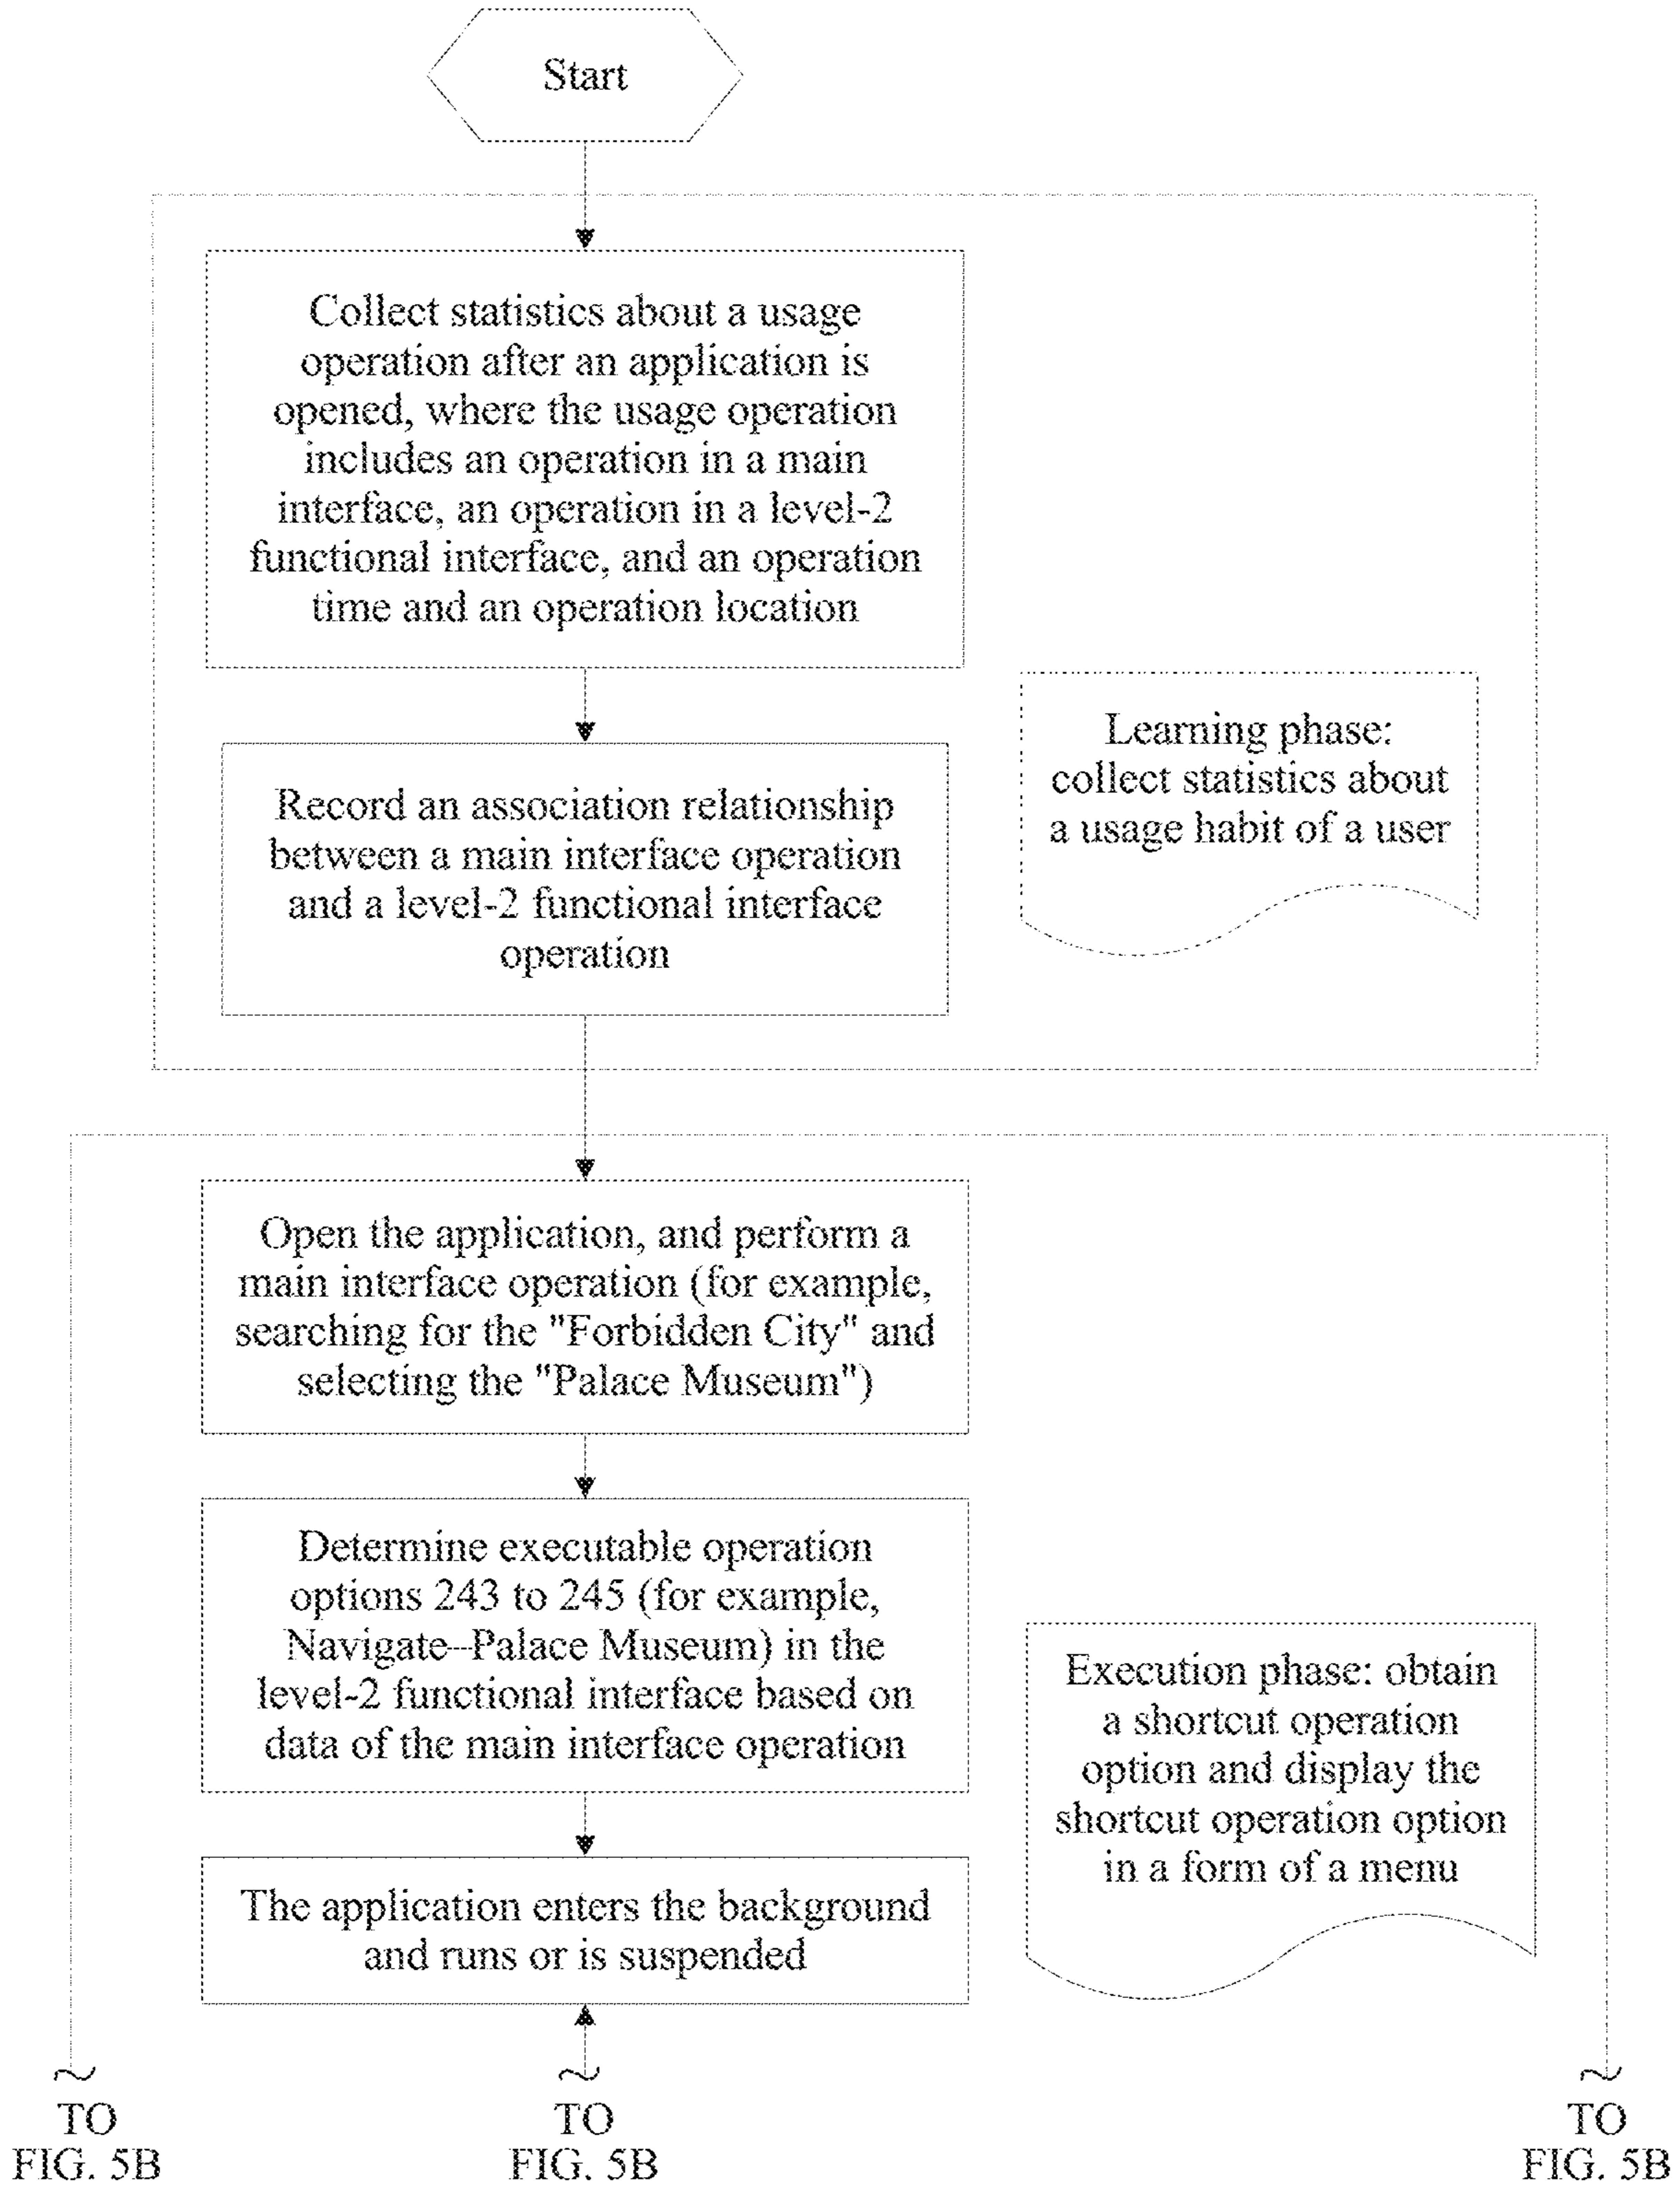 Start
Collect statistics about a usage
operation after an application is
opened, where the usage operation
includes an operation in a main
interface, an operation in a level-2
functional interface, and an operation
time and an operation location
Learning phase:
collect statistics about
a usage habit of a user
Record an association relationship
between a main interface operation
and a level-2 functional interface
operation
Open the application, and perform a
main interface operation (for example,
searching for the "Forbidden City" and
selecting the "Palace Museum")
Determine executable operation
options 243 to 245 (for example,
Navigate--Palace Museum) in the
level-2 functional interface based on
data of the main interface operation
Execution phase: obtain
a shortcut operation
option and display the
shortcut operation option
in a form of a menu
The application enters the background
and runs or is suspended
TO
FIG. 5B
TO
FIG. 5B
TO
FIG. 5B